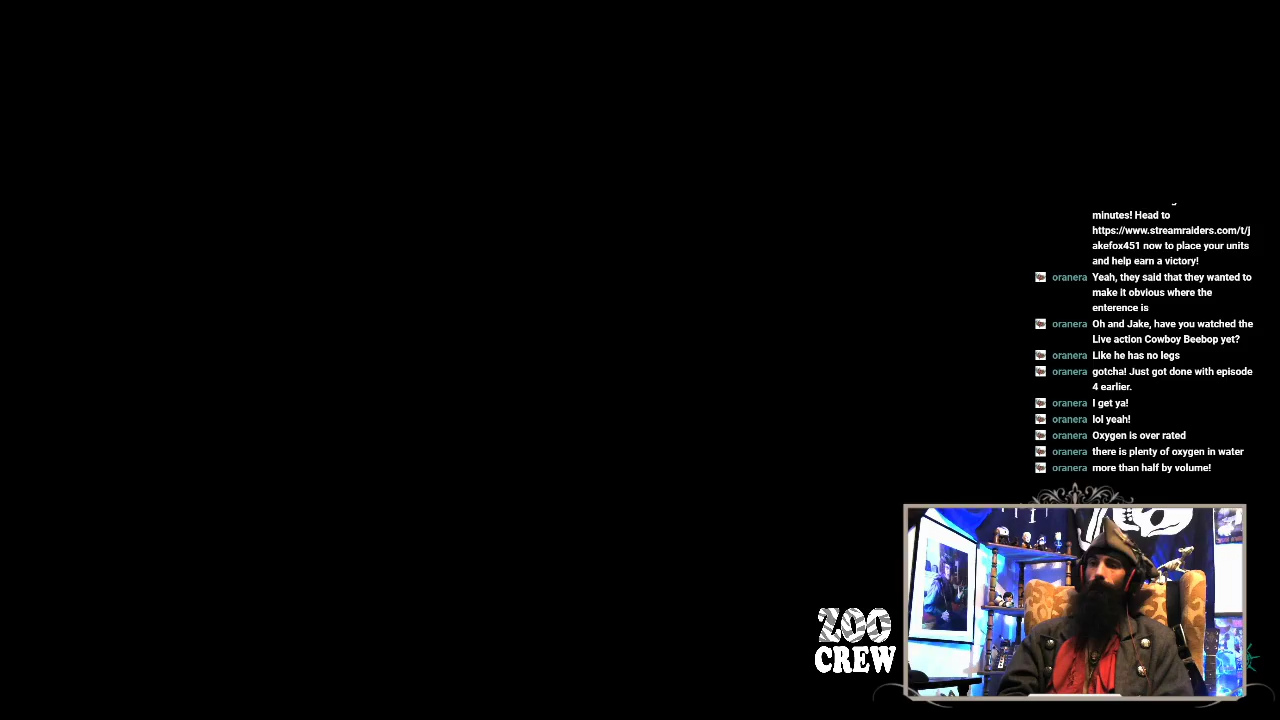 minutes! Head to
https://www.streamraiders.com/t/j
akefox451 now to place your units
and help earn a victory!
oranera Yeah, they said that they wanted to
make it obvious where the
enterence is
oranera Oh and Jake, have you watched the
Live action Cowboy Beebop yet?
oranera Like he has no legs
oranera gotcha! Just got done with episode
4 earlier.
oranera I get ya!
oranera lol yeah!
oranera Oxygen is over rated
oranera there is plenty of oxygen in water
oranera more than half by volume!
ZOO
CREW